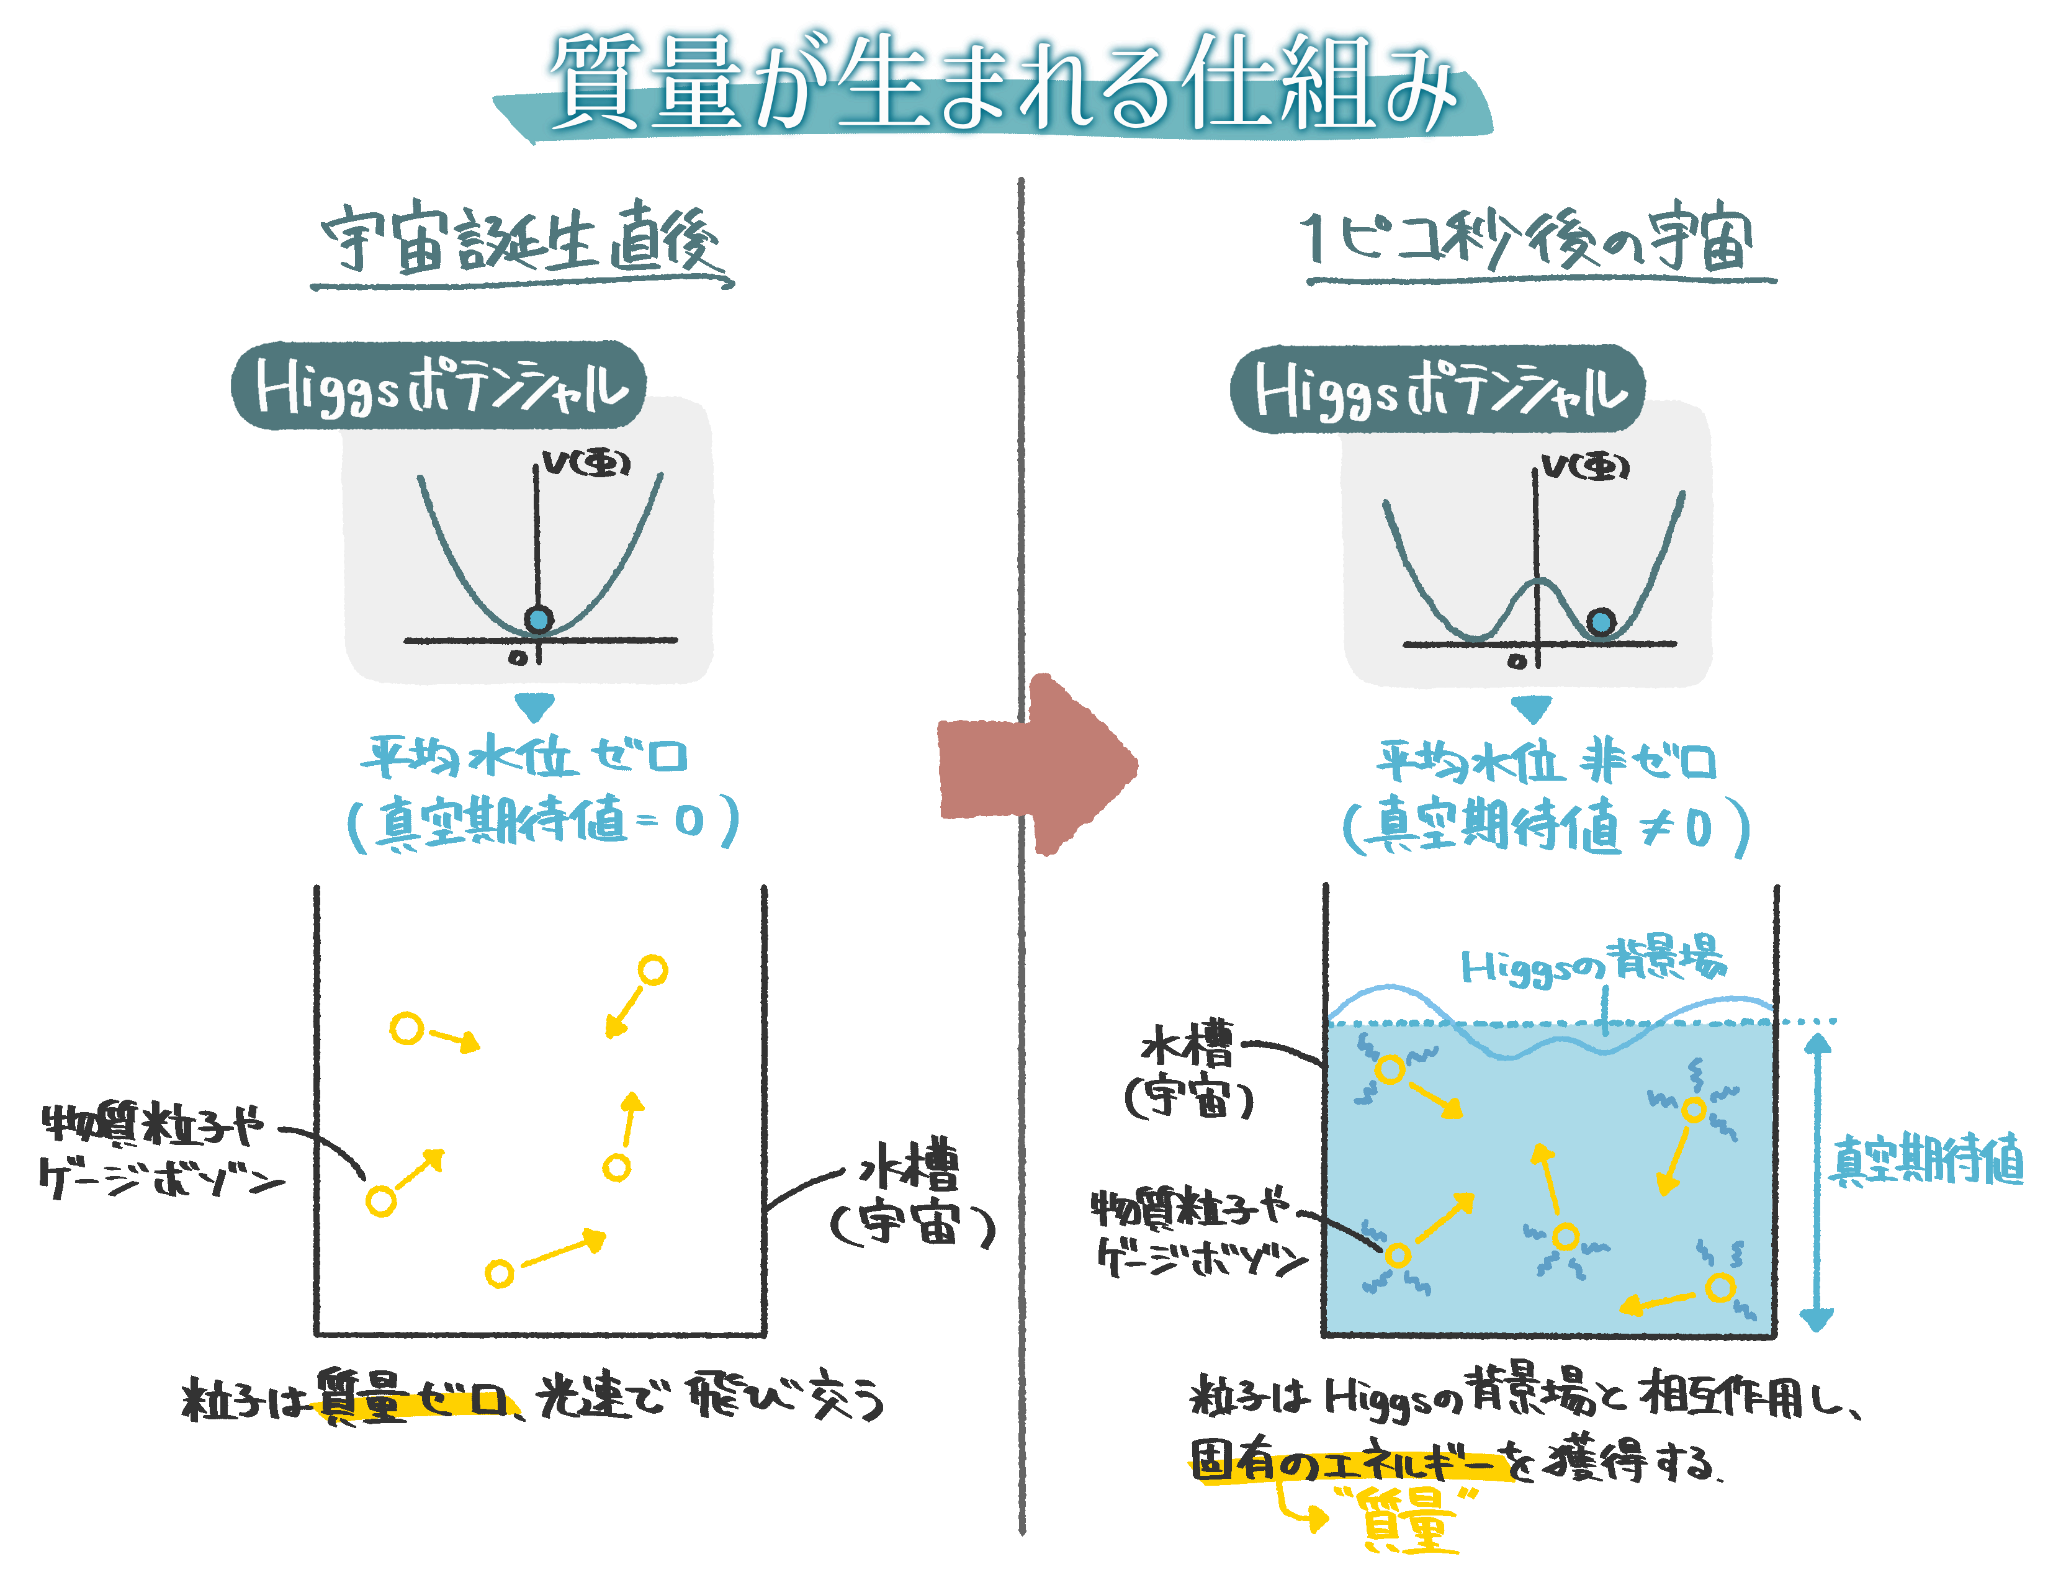 質量が生まれる仕組み
宇宙誕生直後
Higgsポテンシャル
V(Φ)
0
平均水位 ゼロ
(真空期待値 = 0)
物質粒子や
ゲージボゾン
水槽
(宇宙)
粒子は質量ゼロ、光速で飛び交う
1ピコ秒後の宇宙
Higgsポテンシャル
V(Φ)
0
平均水位 非ゼロ
(真空期待値 ≠ 0)
Higgsの背景場
水槽
(宇宙)
真空期待値
物質粒子や
ゲージボゾン
粒子はHiggsの背景場と相互作用し、
固有のエネルギーを獲得する.
"質量"